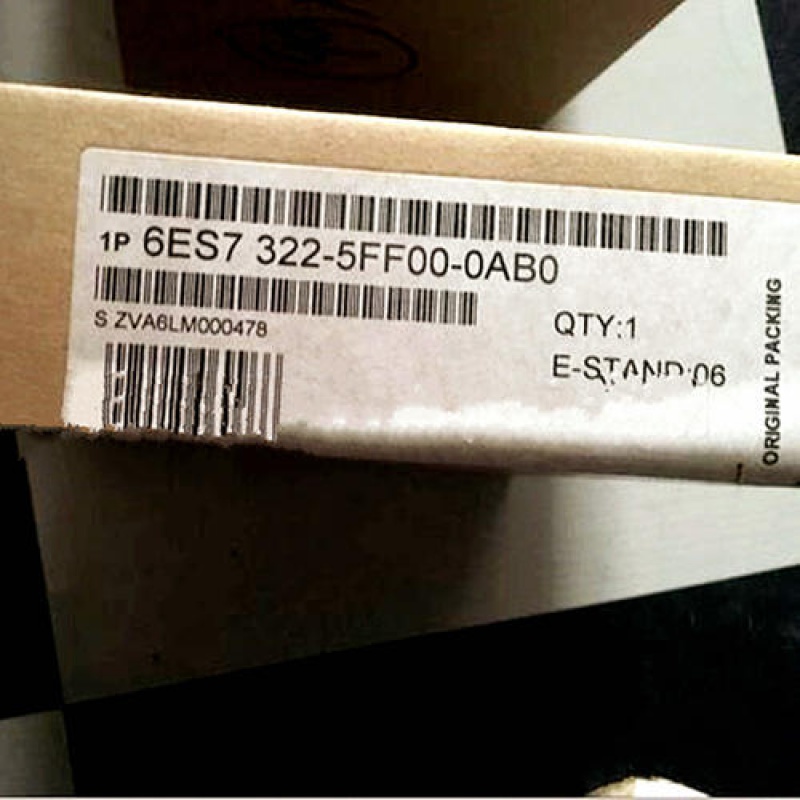 1P 6ES7 322-5FF00-0AB0
S ZVA6LM000478
QTY:1
E-STAND:06
ORIGINAL PACKING